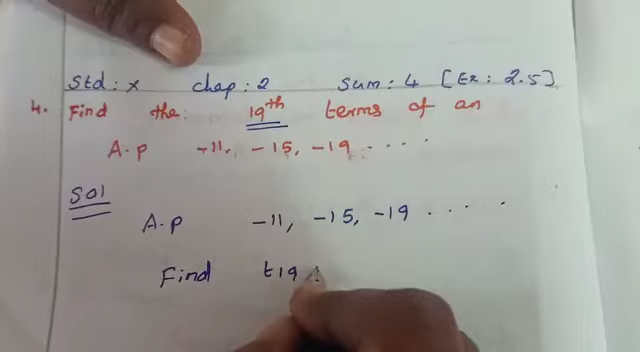 Std : x chap : 2 Sum : 4 [Ex : 2.5]
4. Find the : 19th terms of an
A.p -11, -15, -19 ....
Sol
A.p -11, -15, -19 .....
Find t19